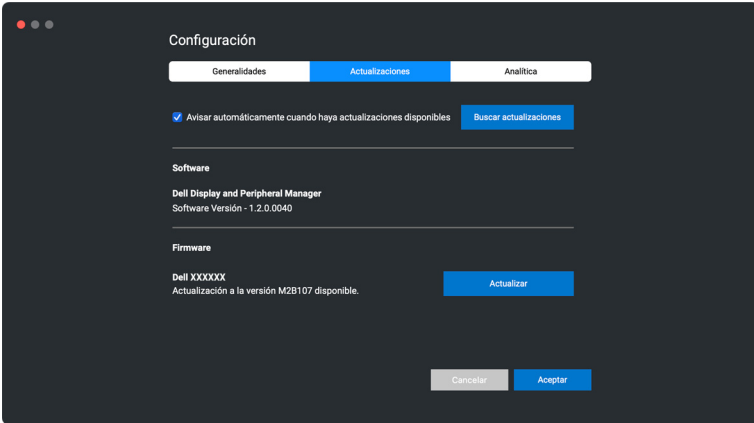 Configuración
Generalidades
Actualizaciones
Analítica
Avisar automáticamente cuando haya actualizaciones disponibles
Buscar actualizaciones
Software
Dell Display and Peripheral Manager
Software Versión - 1.2.0.0040
Firmware
Dell XXXXXX
Actualización a la versión M2B107 disponible.
Actualizar
Cancelar
Aceptar